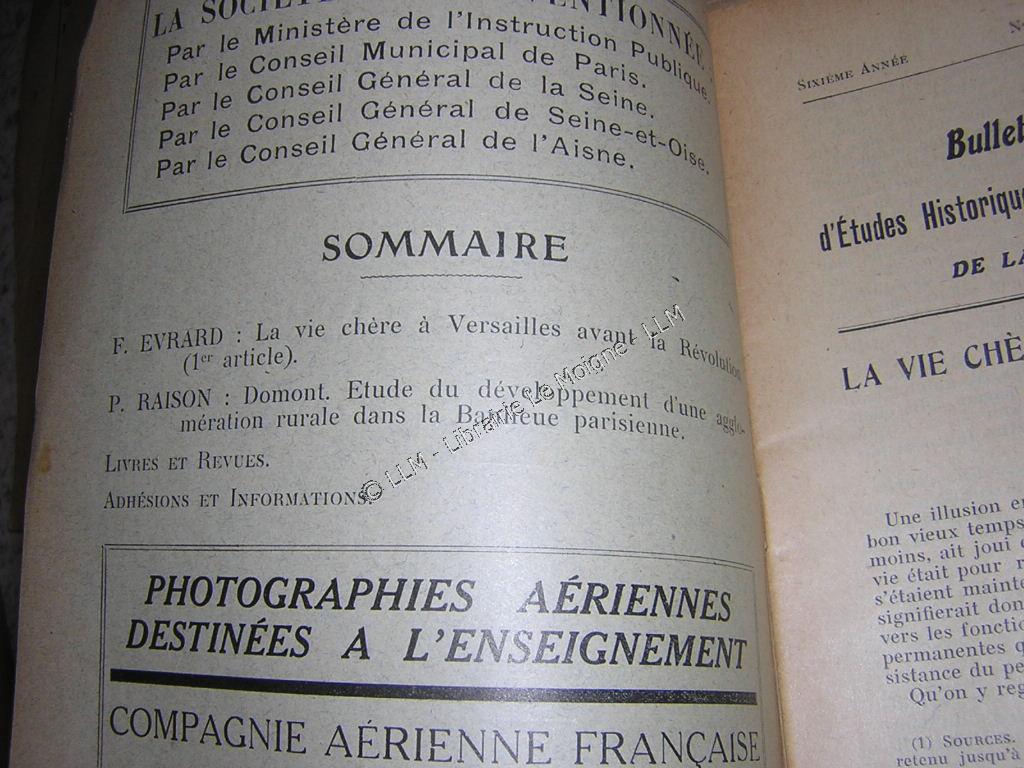 LA SOCIÉTÉ
Par le Ministère de l'Instruction Publique.
Par le Conseil Municipal de Paris.
Par le Conseil Général de la Seine.
Par le Conseil Général de Seine-et-Oise.
Par le Conseil Général de l'Aisne.
SOMMAIRE
F. EVRARD : La vie chère à Versailles avant la Révolution
(1er article).
P. RAISON : Domont. Etude du développement d'une agglo-
mération rurale dans la Banlieue parisienne.
LIVRES ET REVUES.
ADHÉSIONS ET INFORMATIONS.
© LLM - Librairie Le Moigne - LLM
PHOTOGRAPHIES AÉRIENNES
DESTINÉES A L'ENSEIGNEMENT
COMPAGNIE AÉRIENNE FRANÇAISE
SIXIÈME ANNÉE
Bullet
d'Études Historiqu
DE LA
LA VIE CHÈ
Une illusion
bon vieux temps
moins, ait joui
vie était pour
s'étaient mainte
signifierait don
vers les fonctio
permanentes
sistance du pe
Qu'on y reg
(1) SOURCES.
retenu jusqu'à